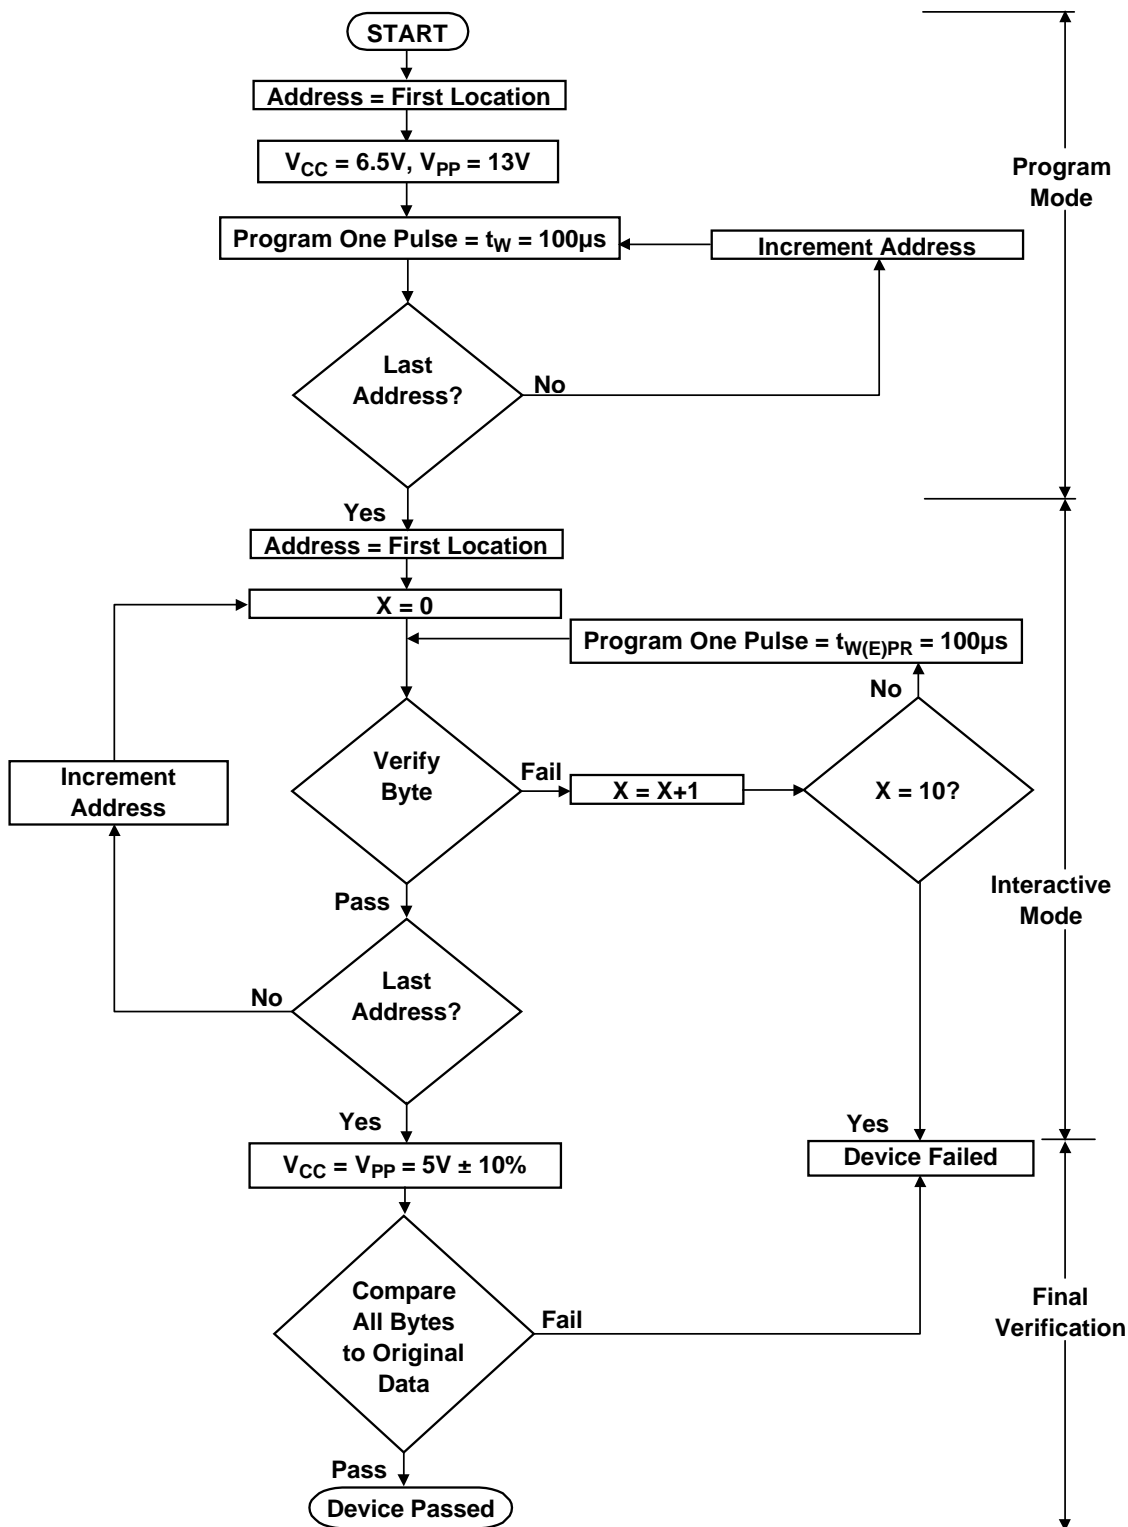 START
Address = First Location
VCC = 6.5V, VPP = 13V
Program
Mode
Program One Pulse = tW = 100µs
Increment Address
Last
Address?
No
Yes
Address = First Location
X = 0
Program One Pulse = tW(E)PR = 100µs
No
Increment
Address
Verify
Byte
Fail
X = X+1
X = 10?
Pass
Interactive
Mode
Last
Address?
No
Yes
Yes
VCC = VPP = 5V ± 10%
Device Failed
Compare
All Bytes
to Original
Data
Fail
Final
Verification
Pass
Device Passed